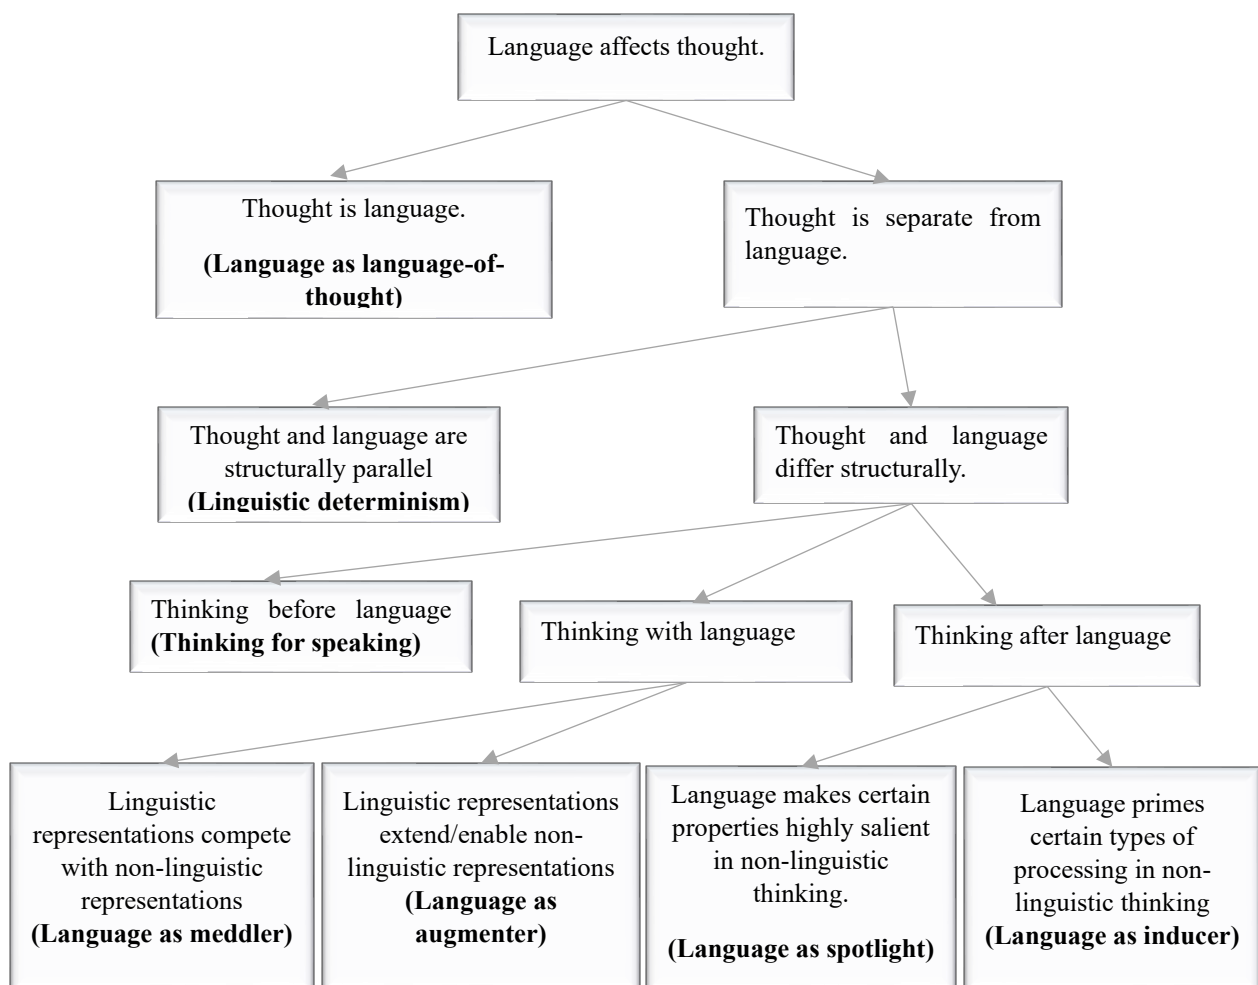 Language affects thought.
Thought is language.
(Language as language-of-
thought)
Thought is separate from
language.
Thought and language are
structurally parallel
(Linguistic determinism)
Thought and language
differ structurally.
Thinking before language
(Thinking for speaking)
Thinking with language
Thinking after language
Linguistic
representations compete
with non-linguistic
representations
(Language as meddler)
Linguistic representations
extend/enable non-
linguistic representations
(Language as
augmenter)
Language makes certain
properties highly salient
in non-linguistic
thinking.
(Language as spotlight)
Language primes
certain types of
processing in non-
linguistic thinking
(Language as inducer)